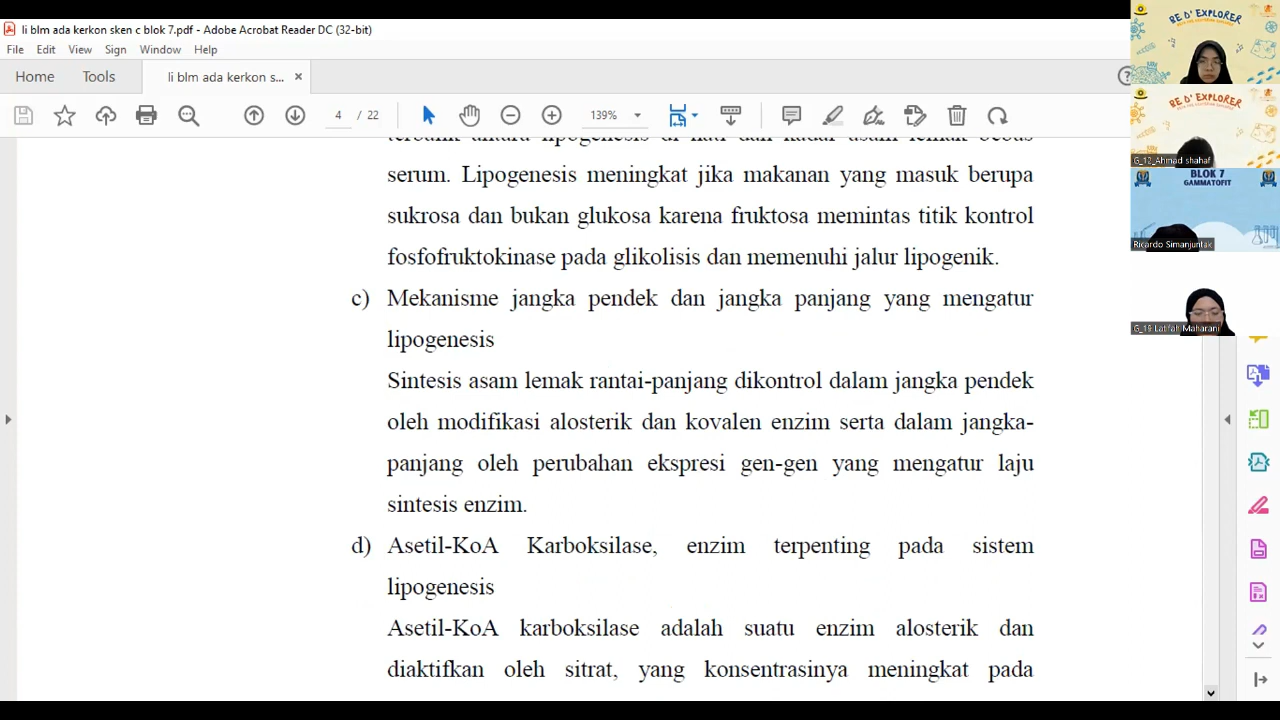 li blm ada kerkon sken c blok 7.pdf - Adobe Acrobat Reader DC (32-bit)
File Edit View Sign Window Help
Home Tools li blm ada kerkon s... ×
4 / 22 139%
serum. Lipogenesis meningkat jika makanan yang masuk berupa
sukrosa dan bukan glukosa karena fruktosa memintas titik kontrol
fosfofruktokinase pada glikolisis dan memenuhi jalur lipogenik.
c) Mekanisme jangka pendek dan jangka panjang yang mengatur
lipogenesis
Sintesis asam lemak rantai-panjang dikontrol dalam jangka pendek
oleh modifikasi alosterik dan kovalen enzim serta dalam jangka-
panjang oleh perubahan ekspresi gen-gen yang mengatur laju
sintesis enzim.
d) Asetil-KoA Karboksilase, enzim terpenting pada sistem
lipogenesis
Asetil-KoA karboksilase adalah suatu enzim alosterik dan
diaktifkan oleh sitrat, yang konsentrasinya meningkat pada
BE D' EXPLORER
BE D' EXPLORER
G_12_Ahmad shahaf
BLOK 7
GAMMATOFIT
Ricardo Simanjuntak
G_19 Latifah Maharani